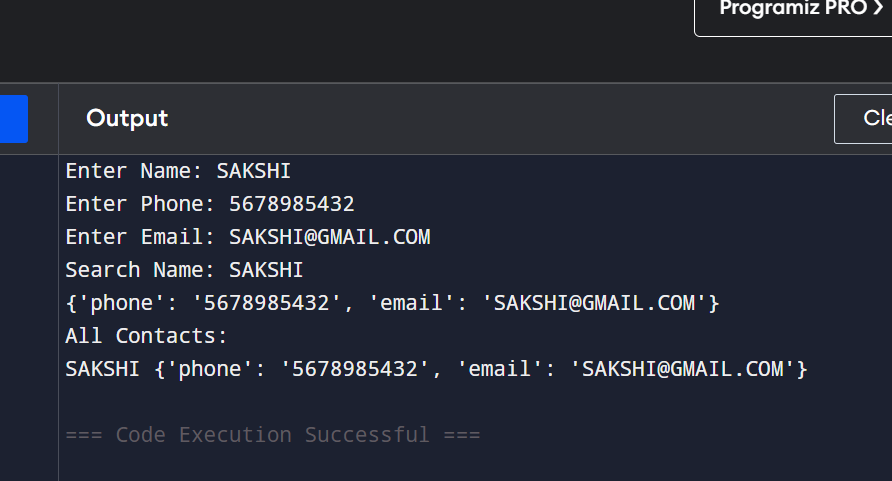 Programiz PRO ❯
Output
Enter Name: SAKSHI
Enter Phone: 5678985432
Enter Email: SAKSHI@GMAIL.COM
Search Name: SAKSHI
{'phone': '5678985432', 'email': 'SAKSHI@GMAIL.COM'}
All Contacts:
SAKSHI {'phone': '5678985432', 'email': 'SAKSHI@GMAIL.COM'}
=== Code Execution Successful ===